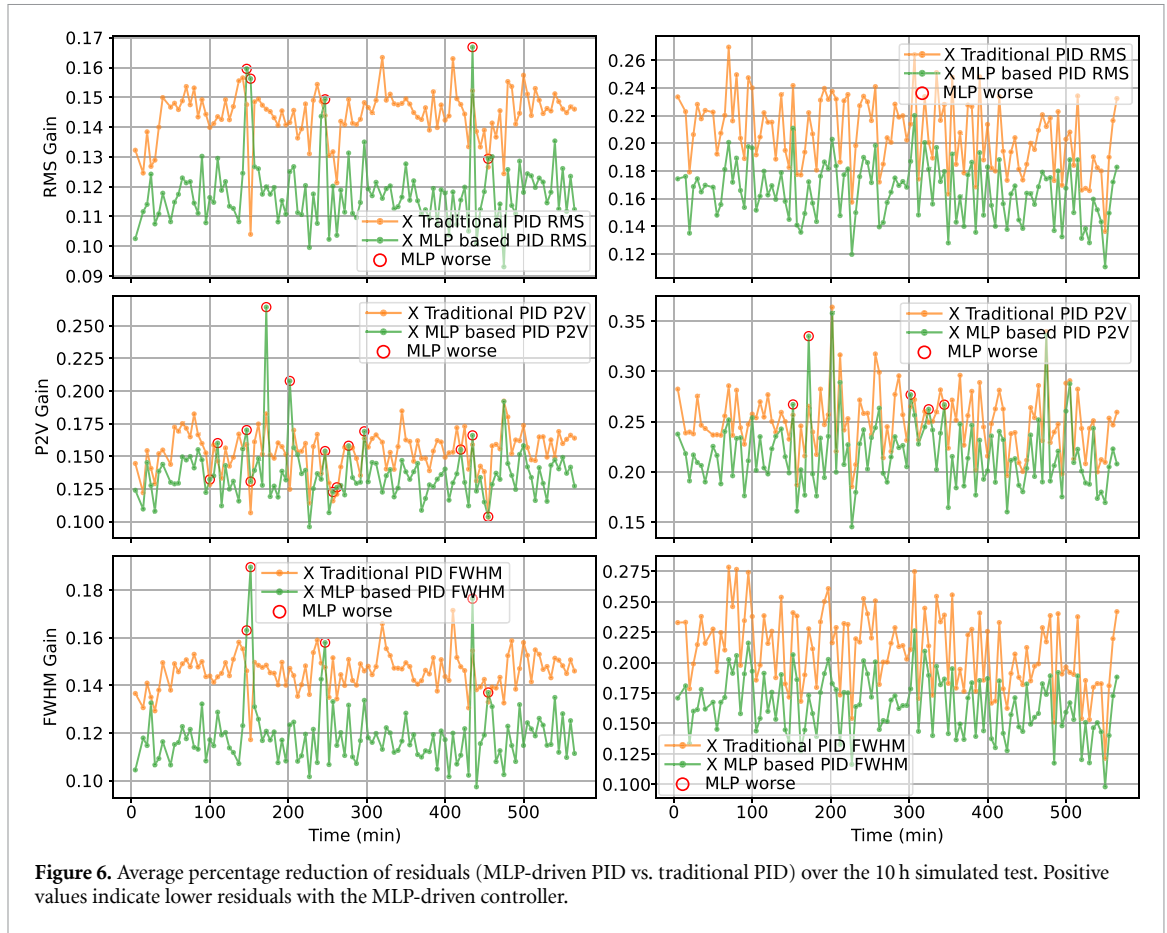 0.17
0.16
0.15
0.14
0.13
0.12
0.11
0.10
0.09
RMS Gain
X Traditional PID RMS
X MLP based PID RMS
MLP worse
0.26
0.24
0.22
0.20
0.18
0.16
0.14
0.12
X Traditional PID RMS
X MLP based PID RMS
MLP worse
0.250
0.225
0.200
0.175
0.150
0.125
0.100
P2V Gain
X Traditional PID P2V
X MLP based PID P2V
MLP worse
0.35
0.30
0.25
0.20
0.15
X Traditional PID P2V
X MLP based PID P2V
MLP worse
0.18
0.16
0.14
0.12
0.10
FWHM Gain
X Traditional PID FWHM
X MLP based PID FWHM
MLP worse
0 100 200 300 400 500
Time (min)
0.275
0.250
0.225
0.200
0.175
0.150
0.125
0.100
X Traditional PID FWHM
X MLP based PID FWHM
MLP worse
0 100 200 300 400 500
Time (min)
Figure 6. Average percentage reduction of residuals (MLP-driven PID vs. traditional PID) over the 10 h simulated test. Positive
values indicate lower residuals with the MLP-driven controller.